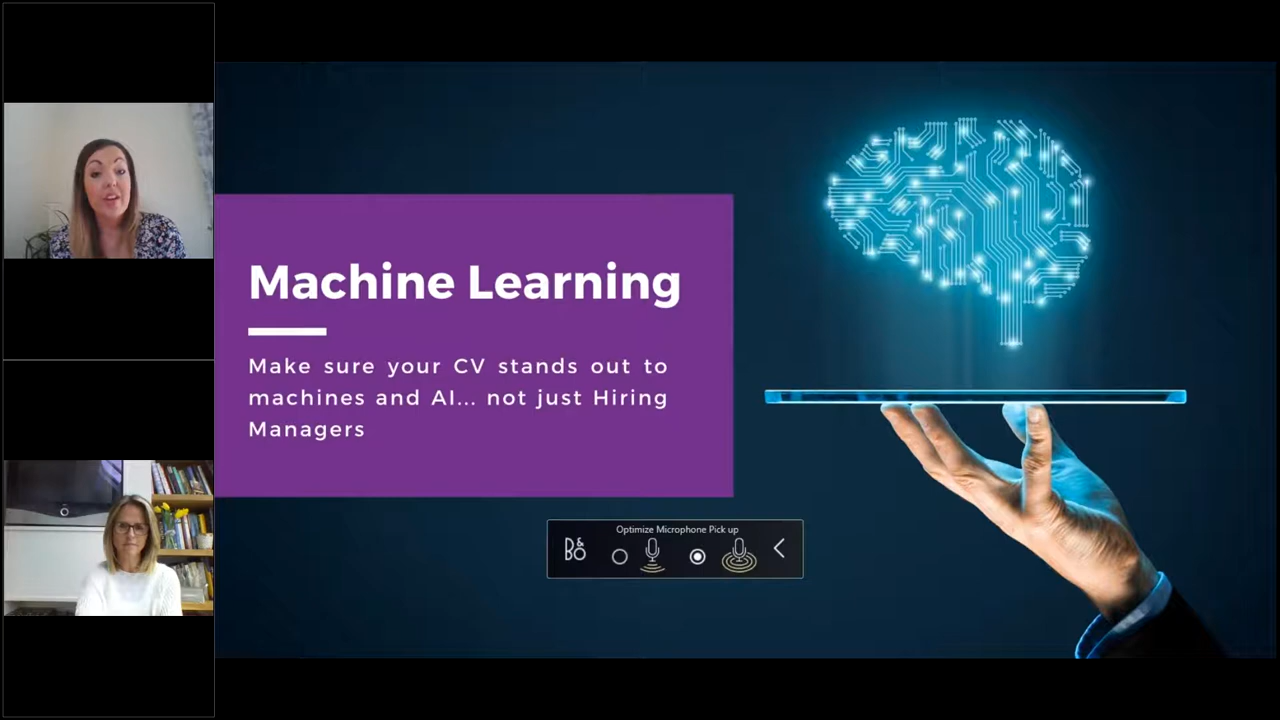 Machine Learning
Make sure your CV stands out to
machines and AI... not just Hiring
Managers
Optimize Microphone Pick up
B&O